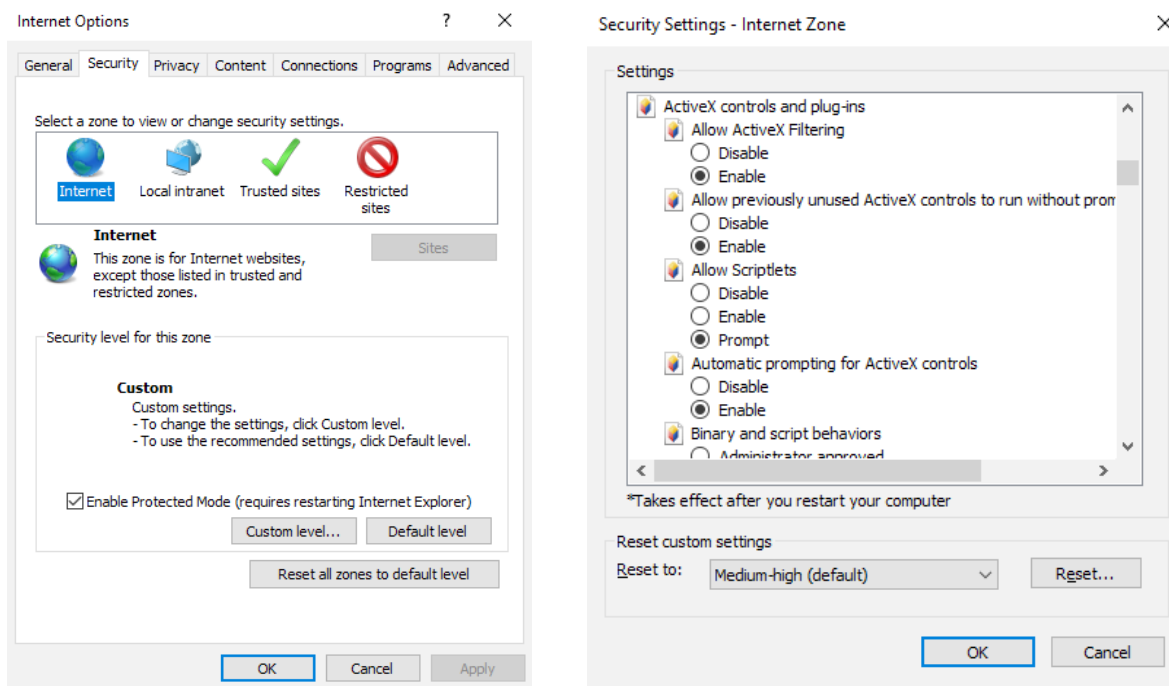 Internet Options
?
General Security Privacy Content Connections Programs Advanced
Select a zone to view or change security settings.
Internet
Local intranet
Trusted sites
Restricted
sites
Internet
This zone is for Internet websites,
except those listed in trusted and
restricted zones.
Sites
Security level for this zone
Custom
Custom settings.
- To change the settings, click Custom level.
- To use the recommended settings, click Default level.
Enable Protected Mode (requires restarting Internet Explorer)
Custom level...
Default level
Reset all zones to default level
OK
Cancel
Apply
Security Settings - Internet Zone
Settings
ActiveX controls and plug-ins
Allow ActiveX Filtering
Disable
Enable
Allow previously unused ActiveX controls to run without prom
Disable
Enable
Allow Scriptlets
Disable
Enable
Prompt
Automatic prompting for ActiveX controls
Disable
Enable
Binary and script behaviors
Administrator approved
*Takes effect after you restart your computer
Reset custom settings
Reset to:
Medium-high (default)
Reset...
OK
Cancel